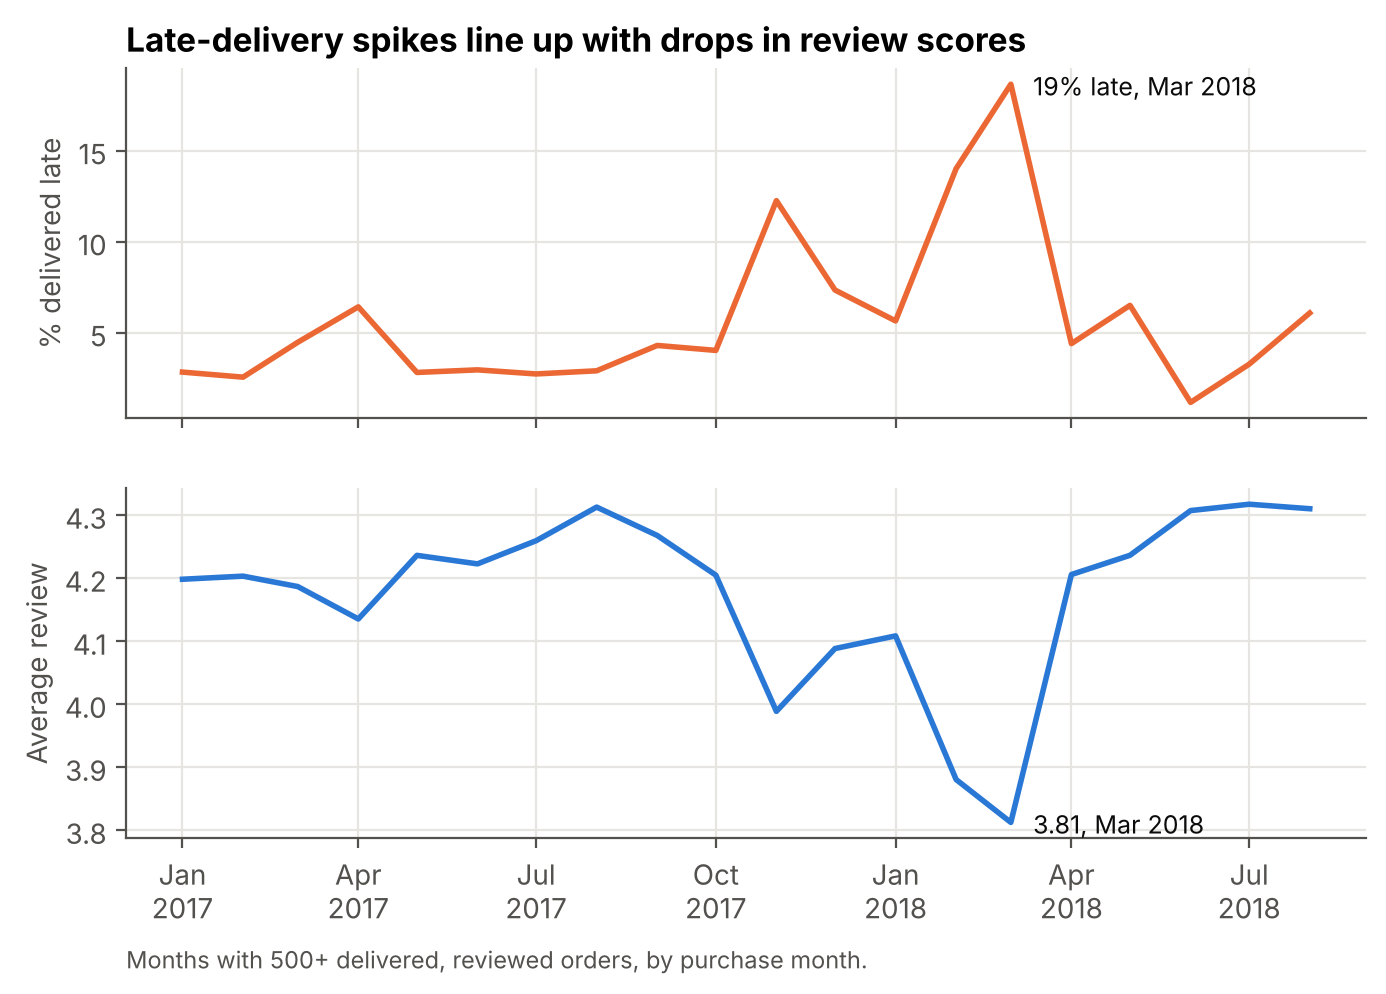 Late-delivery spikes line up with drops in review scores
19% late, Mar 2018
% delivered late
15
10
5
Average review
4.3
4.2
4.1
4.0
3.9
3.8
3.81, Mar 2018
Jan
2017
Apr
2017
Jul
2017
Oct
2017
Jan
2018
Apr
2018
Jul
2018
Months with 500+ delivered, reviewed orders, by purchase month.